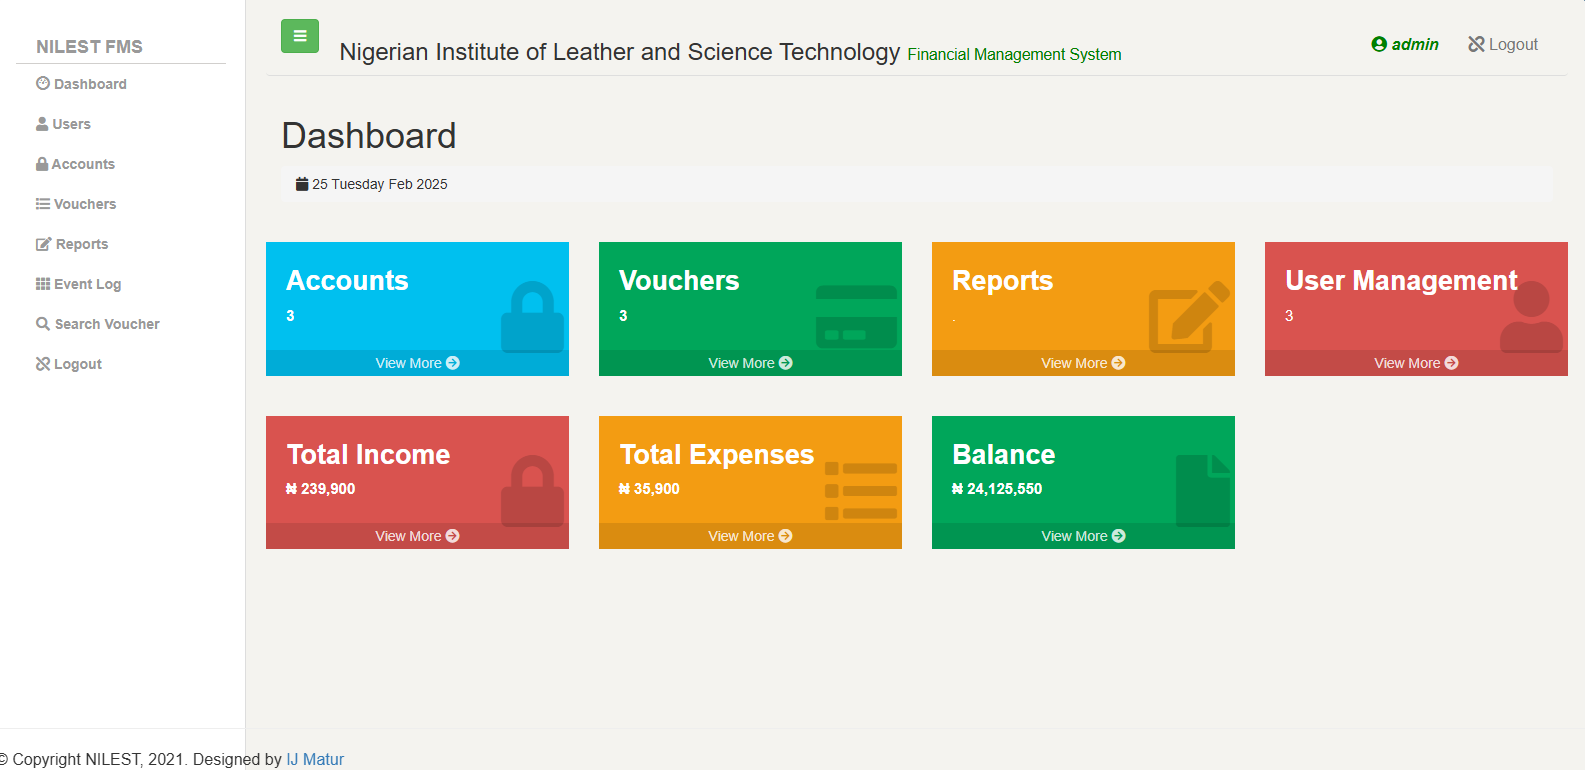 NILEST FMS
Dashboard
Users
Accounts
Vouchers
Reports
Event Log
Search Voucher
Logout
Nigerian Institute of Leather and Science Technology Financial Management System
admin
Logout
Dashboard
25 Tuesday Feb 2025
Accounts
3
View More
Vouchers
3
View More
Reports
.
View More
User Management
3
View More
Total Income
₦ 239,900
View More
Total Expenses
₦ 35,900
View More
Balance
₦ 24,125,550
View More
© Copyright NILEST, 2021. Designed by IJ Matur